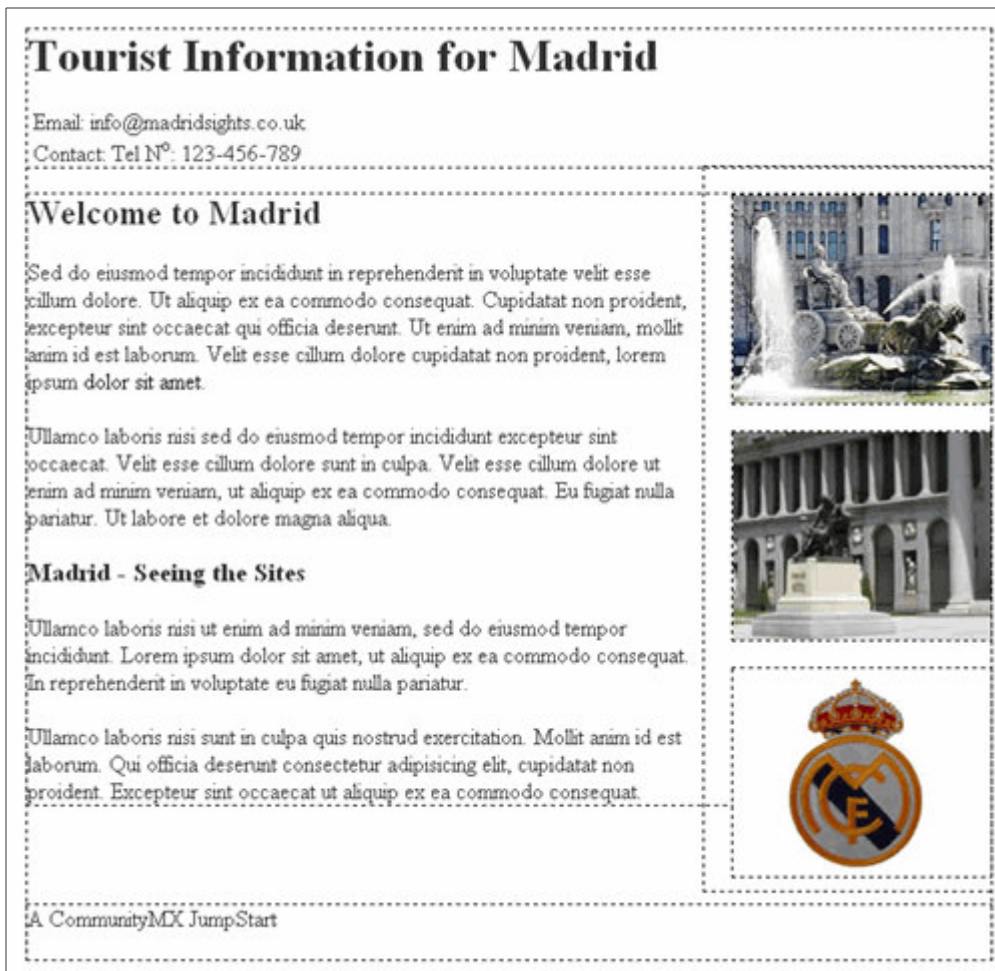 Tourist Information for Madrid
Email: info@madridsights.co.uk
Contact: Tel Nº: 123-456-789
Welcome to Madrid
Sed do eiusmod tempor incididunt in reprehenderit in voluptate velit esse
cillum dolore. Ut aliquip ex ea commodo consequat. Cupidatat non proident,
excepteur sint occaecat qui officia deserunt. Ut enim ad minim veniam, mollit
anim id est laborum. Velit esse cillum dolore cupidatat non proident, lorem
ipsum dolor sit amet.
Ullamco laboris nisi sed do eiusmod tempor incididunt excepteur sint
occaecat. Velit esse cillum dolore sunt in culpa. Velit esse cillum dolore ut
enim ad minim veniam, ut aliquip ex ea commodo consequat. Eu fugiat nulla
pariatur. Ut labore et dolore magna aliqua.
Madrid - Seeing the Sites
Ullamco laboris nisi ut enim ad minim veniam, sed do eiusmod tempor
incididunt. Lorem ipsum dolor sit amet, ut aliquip ex ea commodo consequat.
In reprehenderit in voluptate eu fugiat nulla pariatur.
Ullamco laboris nisi sunt in culpa quis nostrud exercitation. Mollit anim id est
laborum. Qui officia deserunt consectetur adipisicing elit, cupidatat non
proident. Excepteur sint occaecat ut aliquip ex ea commodo consequat.
A CommunityMX JumpStart